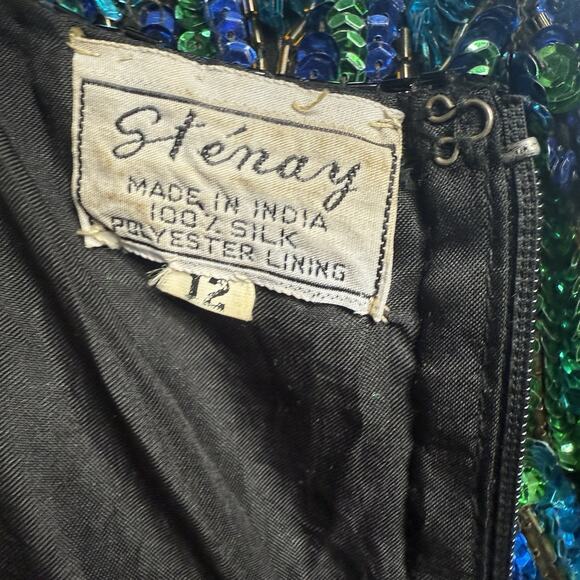 Sténay
MADE IN INDIA
100% SILK
POLYESTER LINING
12